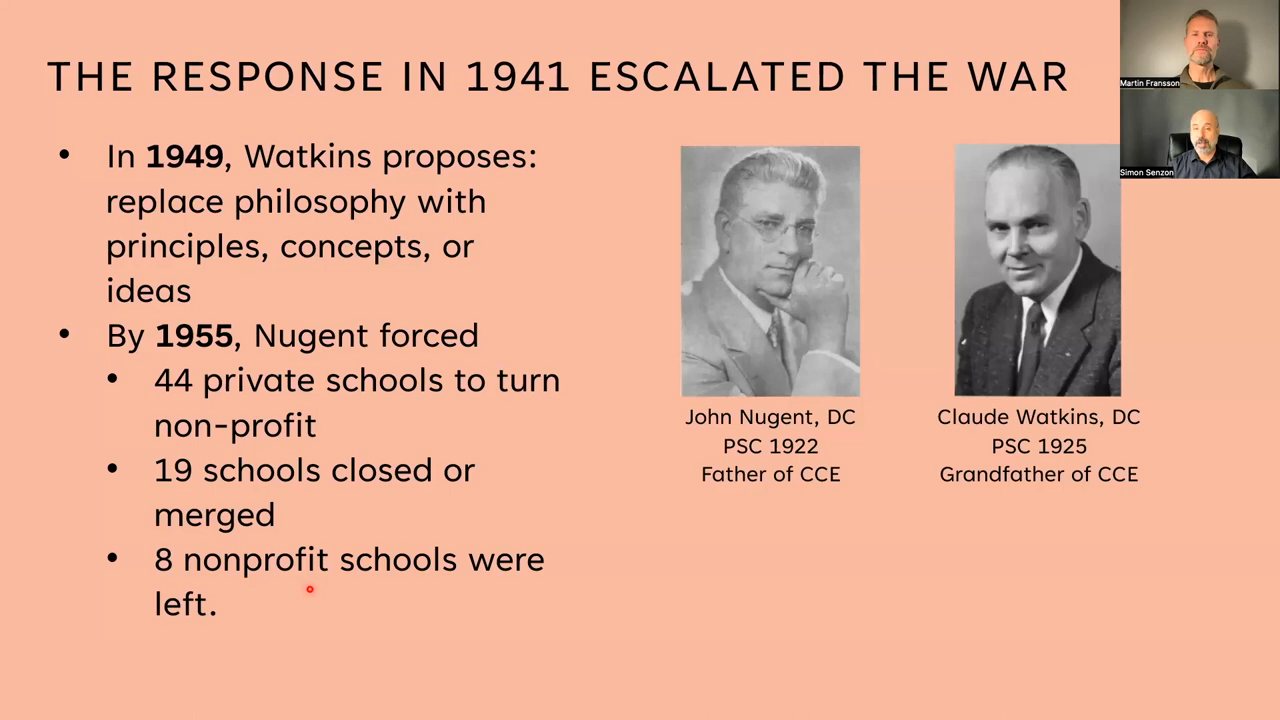 THE RESPONSE IN 1941 ESCALATED THE WAR
• In 1949, Watkins proposes:
replace philosophy with
principles, concepts, or
ideas
• By 1955, Nugent forced
• 44 private schools to turn
non-profit
• 19 schools closed or
merged
• 8 nonprofit schools were
left.
John Nugent, DC
PSC 1922
Father of CCE
Claude Watkins, DC
PSC 1925
Grandfather of CCE
Martin Fransson
Simon Senzon